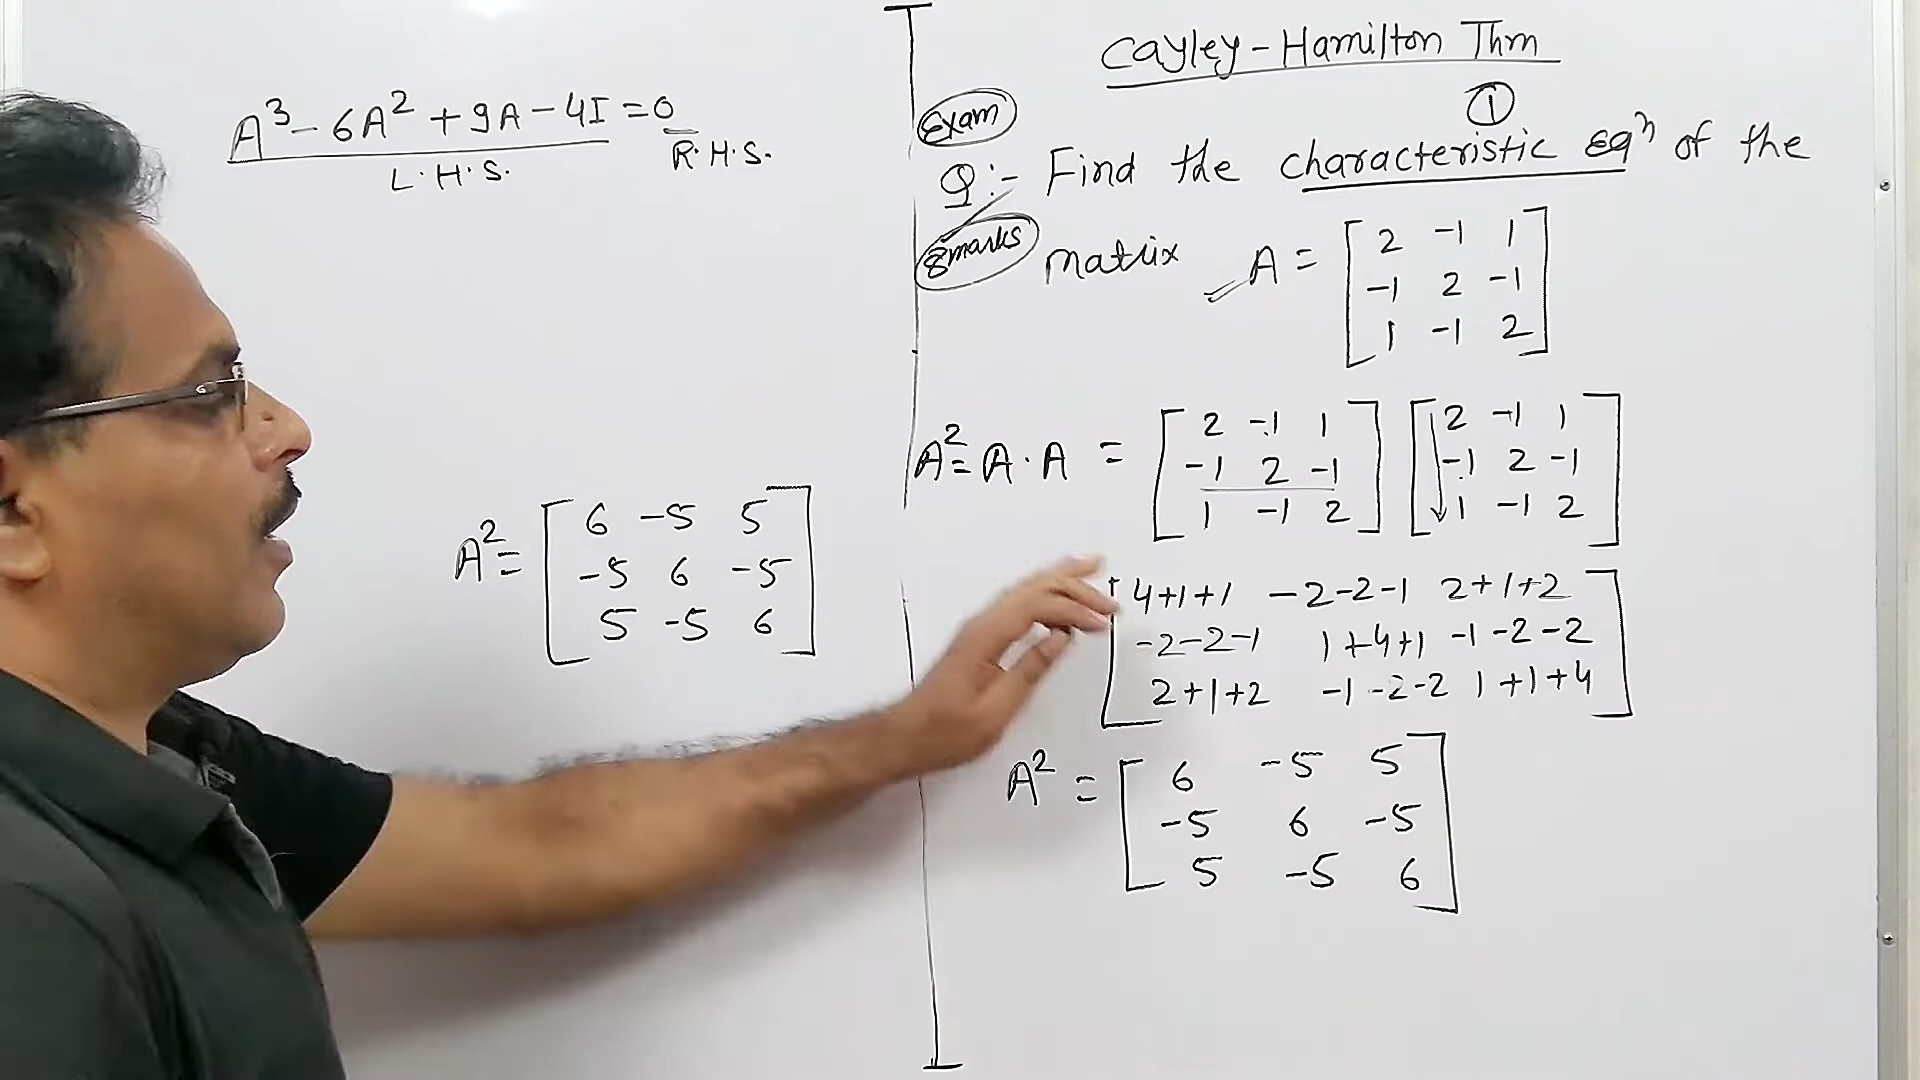 A³ - 6A² + 9A - 4I = 0
L.H.S. R.H.S.
A² = [6 -5 5
-5 6 -5
5 -5 6]
Cayley-Hamilton Thm
Exam ①
Q:- Find the characteristic eqⁿ of the
8marks matrix A = [2 -1 1
-1 2 -1
1 -1 2]
A² = A · A = [2 -1 1 [2 -1 1
-1 2 -1 -1 2 -1
1 -1 2] 1 -1 2]
[4+1+1 -2-2-1 2+1+2
-2-2-1 1+4+1 -1-2-2
2+1+2 -1-2-2 1+1+4]
A² = [6 -5 5
-5 6 -5
5 -5 6]